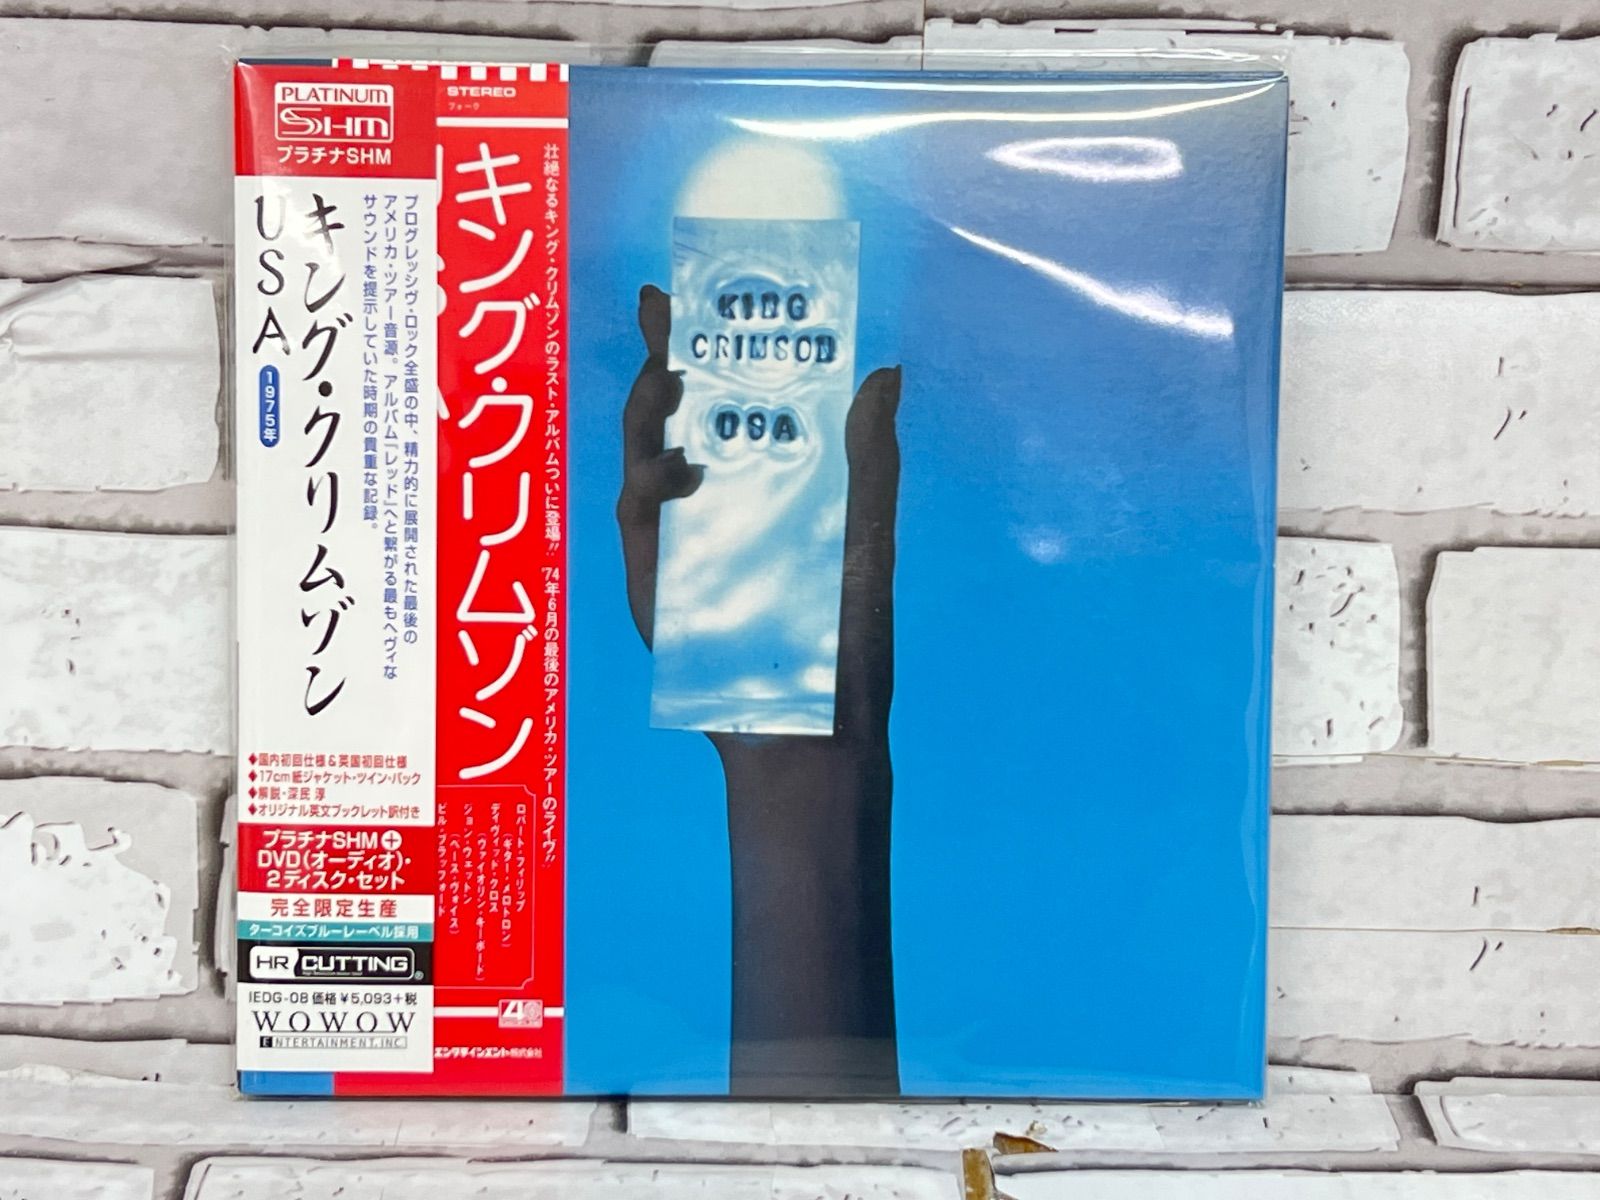 PLATINUM
SHM
プラチナSHM
キング・クリムゾン
USA
1975年
プログレッシヴ・ロック全盛の中、精力的に展開された最後の
アメリカ・ツアー音源。アルバム『レッド』へと繋がる最もヘヴィな
サウンドを提示していた時期の貴重な記録。
◆国内初回仕様&英国初回仕様
◆17cm紙ジャケット・ツイン・パック
◆解説・深民 淳
◆オリジナル英文ブックレット訳付き
プラチナSHM+
DVD(オーディオ)・
2ディスク・セット
完全限定生産
ターコイズブルーレーベル採用
HR CUTTING
IEDG-08 価格 ¥5,093+税
WOWOW
ENTERTAINMENT, INC.
STEREO
フォーク
壮絶なるキング・クリムゾンのラスト・アルバムついに登場!! '74年6月の最後のアメリカ・ツアーのライヴ!!
キング・クリムゾン
ロバート・フィリップ
(ギター・メロトロン)
デイヴィッド・クロス
(ヴァイオリン・キーボード)
ジョン・ウェットン
(ベース・ヴォイス)
ビル・ブラッフォード
KING
CRIMSON
USA